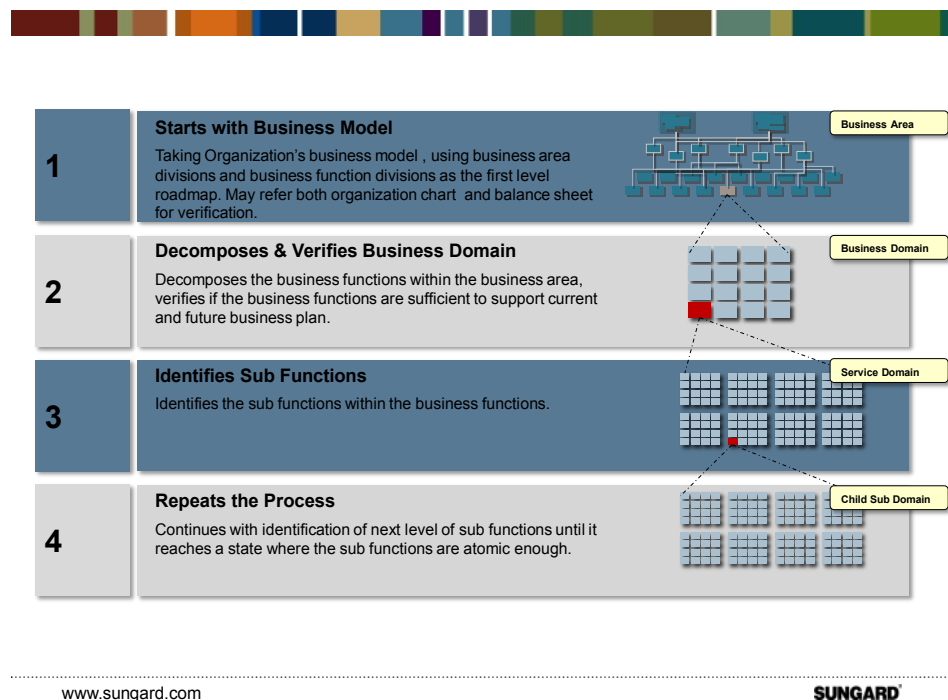 1
Starts with Business Model
Taking Organization's business model , using business area
divisions and business function divisions as the first level
roadmap. May refer both organization chart  and balance sheet
for verification.
Business Area
2
Decomposes & Verifies Business Domain
Decomposes the business functions within the business area,
verifies if the business functions are sufficient to support current
and future business plan.
Business Domain
3
Identifies Sub Functions
Identifies the sub functions within the business functions.
Service Domain
4
Repeats the Process
Continues with identification of next level of sub functions until it
reaches a state where the sub functions are atomic enough.
Child Sub Domain
www.sungard.com
SUNGARD®